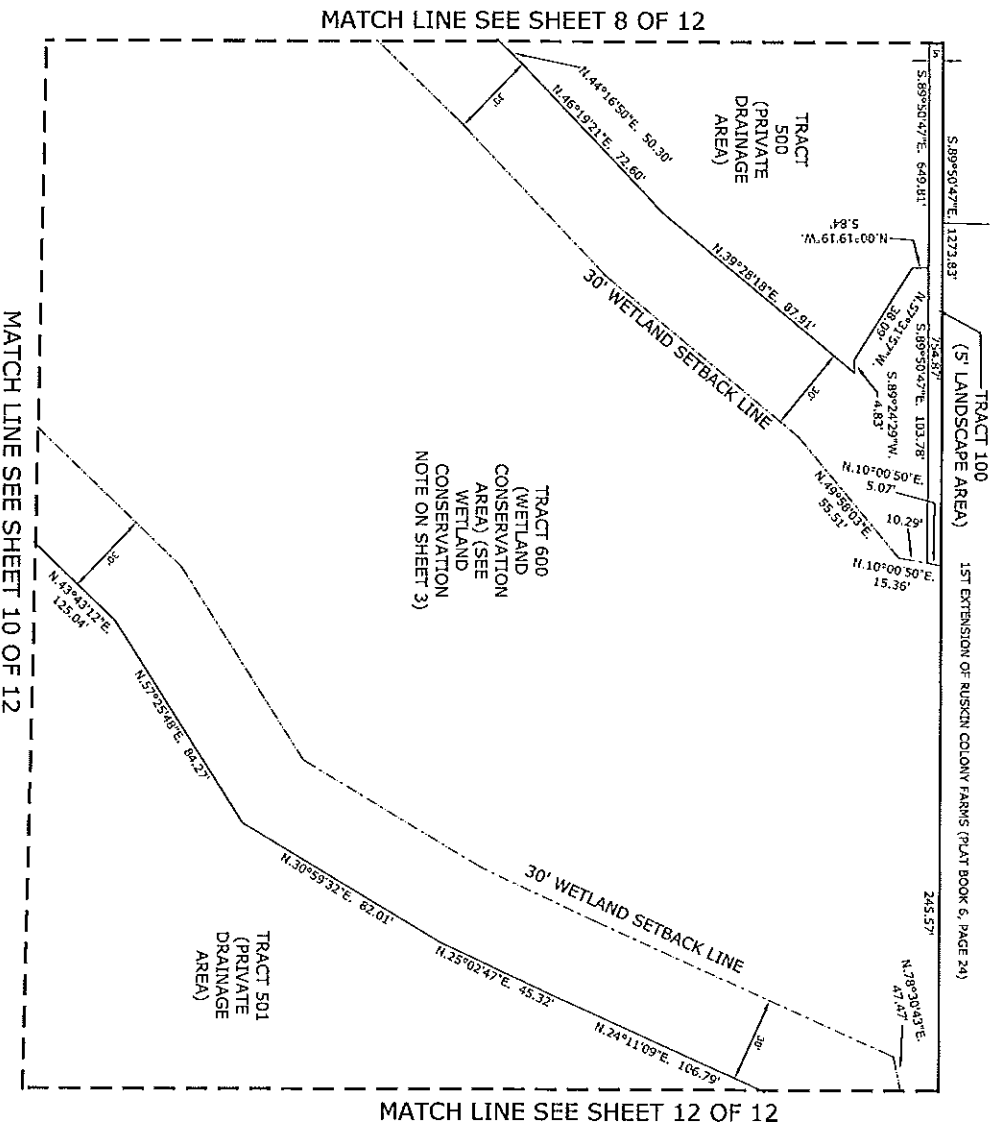 MATCH LINE SEE SHEET 8 OF 12
TRACT 100
(5' LANDSCAPE AREA)
1ST EXTENSION OF RUSKIN COLONY FARMS (PLAT BOOK 6, PAGE 24)
S.89°50'47"E. 1273.83'
5'
S.89°50'47"E. 649.81'
754.87'
S.89°50'47"E. 103.78'
245.57'
N.00°19'19"W.
5.84'
N.57°31'57"W.
38.09'
S.89°24'29"W.
4.83'
N.10°00'50"E.
5.07'
10.29'
N.10°00'50"E.
15.36'
N.49°58'03"E.
55.51'
N.78°30'43"E.
47.47'
TRACT
500
(PRIVATE
DRAINAGE
AREA)
N.44°16'50"E. 50.30'
N.46°19'21"E. 72.60'
N.39°28'18"E. 87.91'
30'
30' WETLAND SETBACK LINE
TRACT 600
(WETLAND
CONSERVATION
AREA) (SEE
WETLAND
CONSERVATION
NOTE ON SHEET 3)
30'
N.43°43'12"E.
125.04'
N.57°25'48"E. 84.27'
N.30°59'32"E. 82.01'
N.25°02'47"E. 45.32'
N.24°11'09"E. 106.79'
30' WETLAND SETBACK LINE
30'
TRACT 501
(PRIVATE
DRAINAGE
AREA)
MATCH LINE SEE SHEET 10 OF 12
MATCH LINE SEE SHEET 12 OF 12